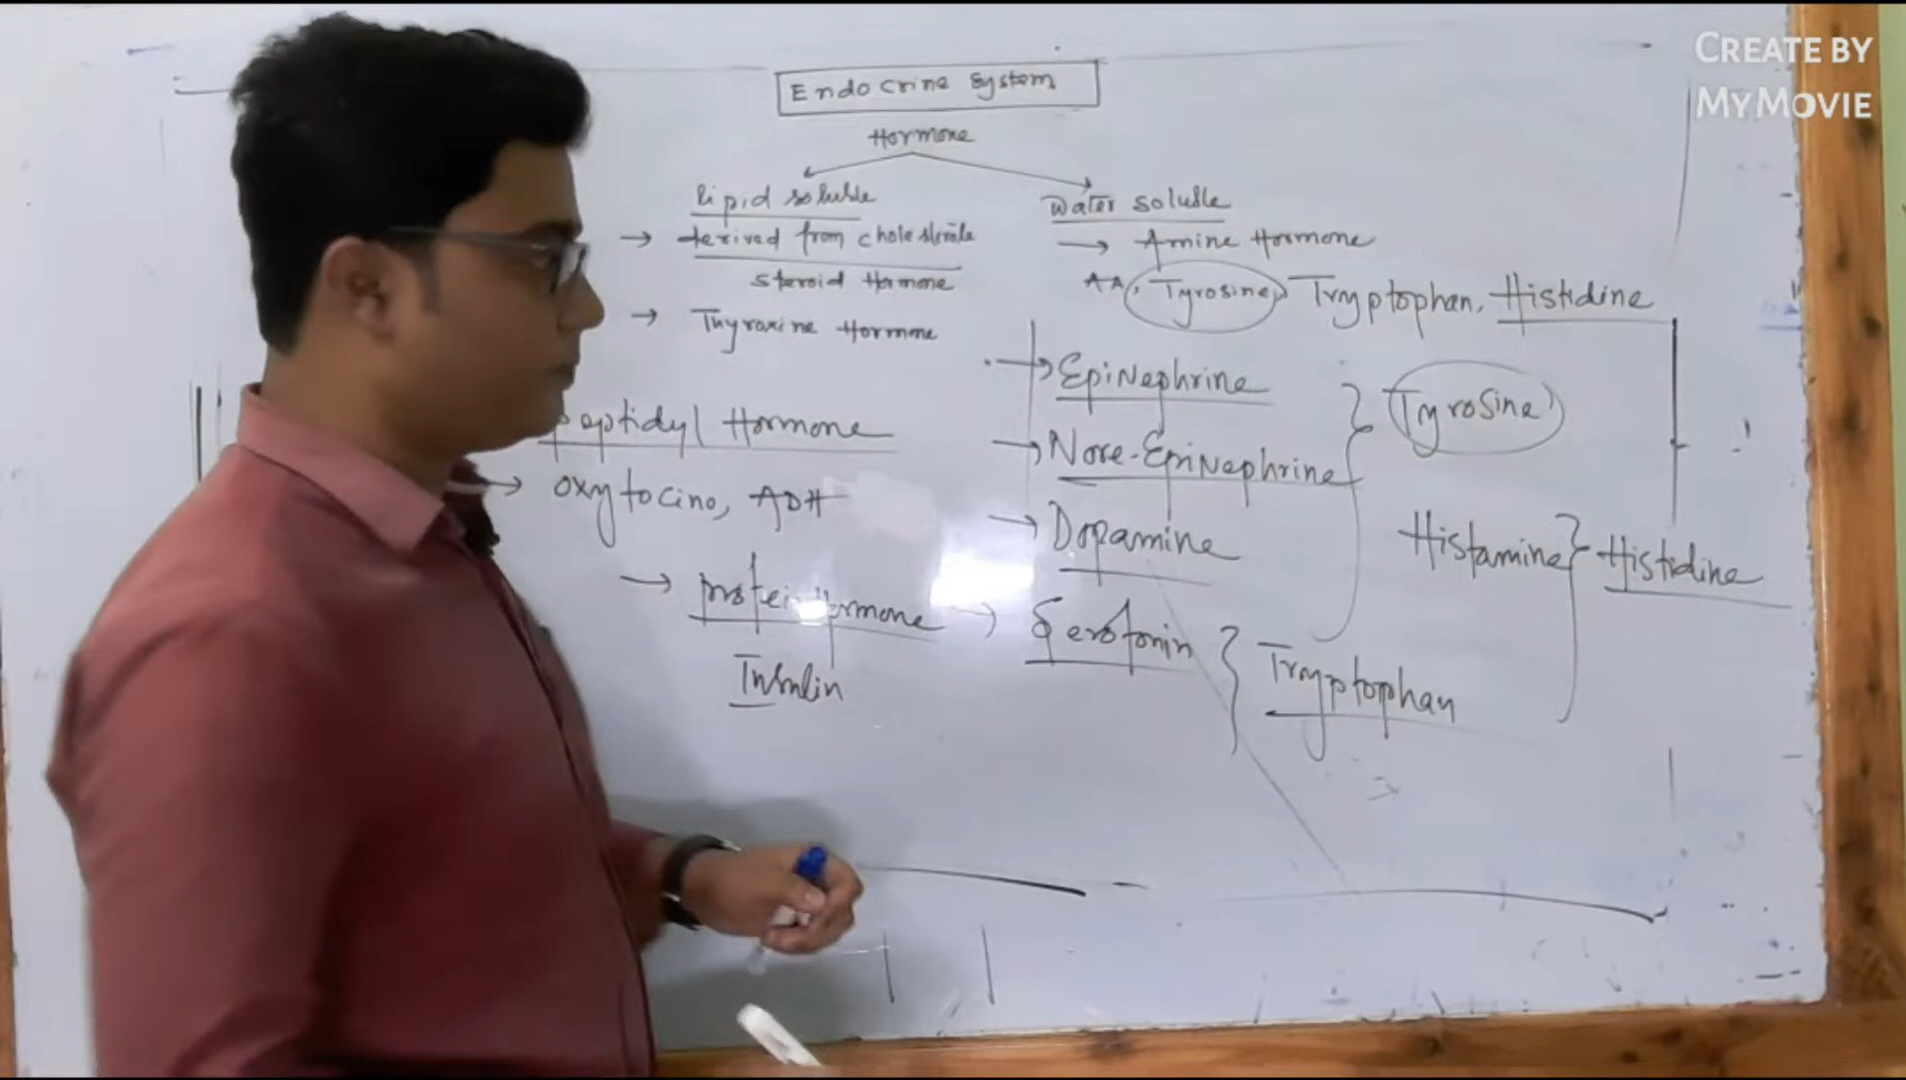 CREATE BY
MYMOVIE
Endocrine System
Hormone
lipid soluble
→ derived from cholesterole
steroid Hormone
→ Thyroxine Hormone
Water soluble
→ Amine Hormone
AA, Tyrosine, Tryptophan, Histidine
→ EpiNephrine
→ Nore-EpiNephrine
→ Dopamine
} Tyrosine
Histamine } Histidine
→ Serotonin } Tryptophan
peptidyl Hormone
→ oxytocino, ADH
→ protein Hormone
Insulin